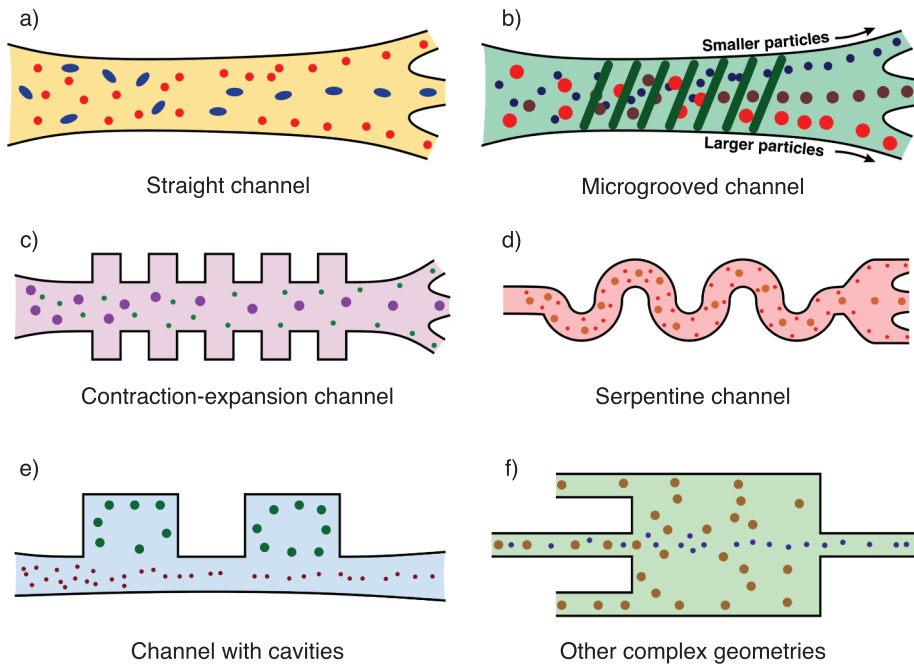 a)
Straight channel
b)
Smaller particles
Larger particles
Microgrooved channel
c)
Contraction-expansion channel
d)
Serpentine channel
e)
Channel with cavities
f)
Other complex geometries